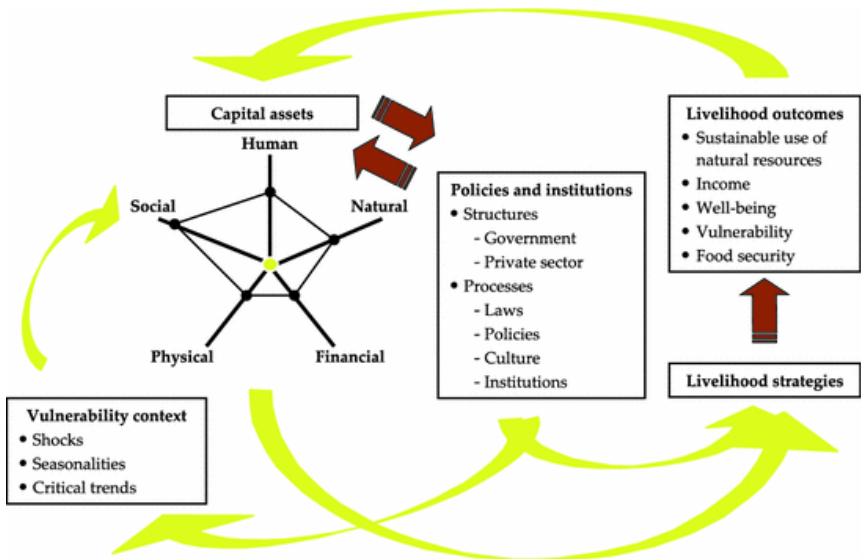 Capital assets
Human
Social
Natural
Physical
Financial
Vulnerability context
• Shocks
• Seasonalities
• Critical trends
Policies and institutions
• Structures
- Government
- Private sector
• Processes
- Laws
- Policies
- Culture
- Institutions
Livelihood outcomes
• Sustainable use of
natural resources
• Income
• Well-being
• Vulnerability
• Food security
Livelihood strategies